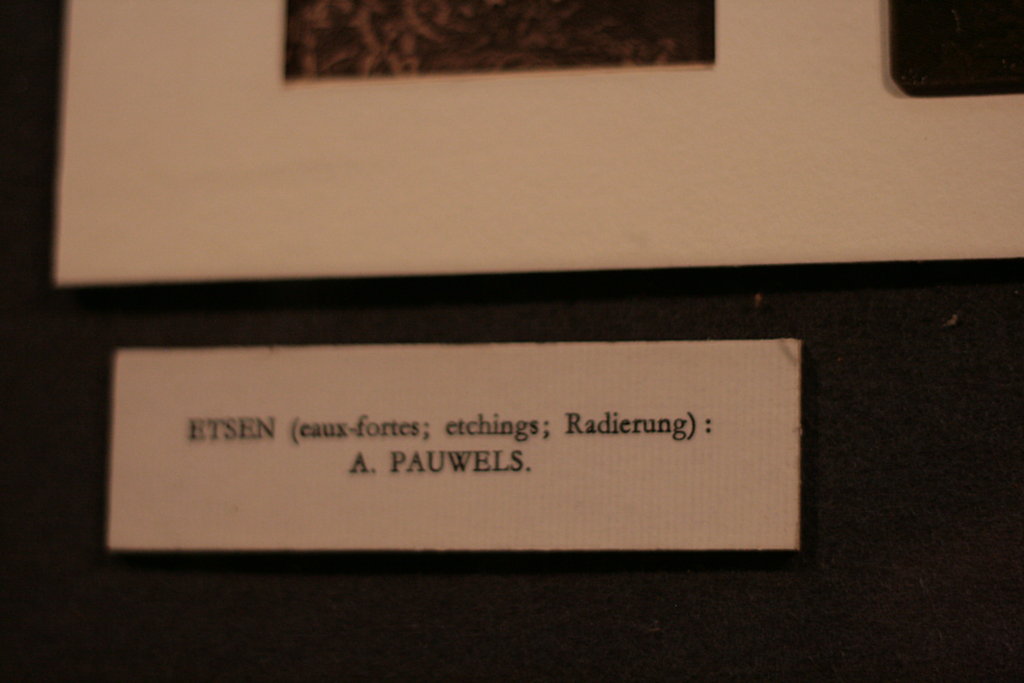 ETSEN (eaux-fortes; etchings; Radierung) :
A. PAUWELS.